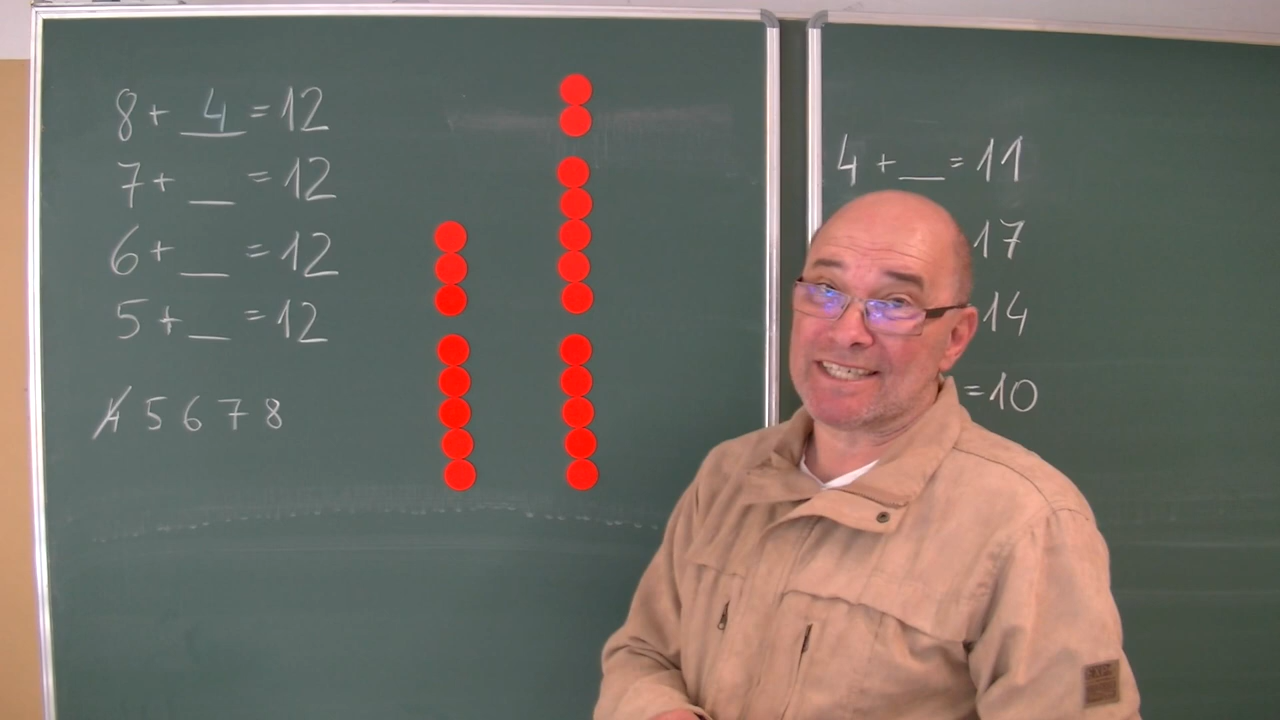 8 + 4 = 12
7 + __ = 12
6 + __ = 12
5 + __ = 12
4 5 6 7 8
4 + __ = 11
17
14
= 10